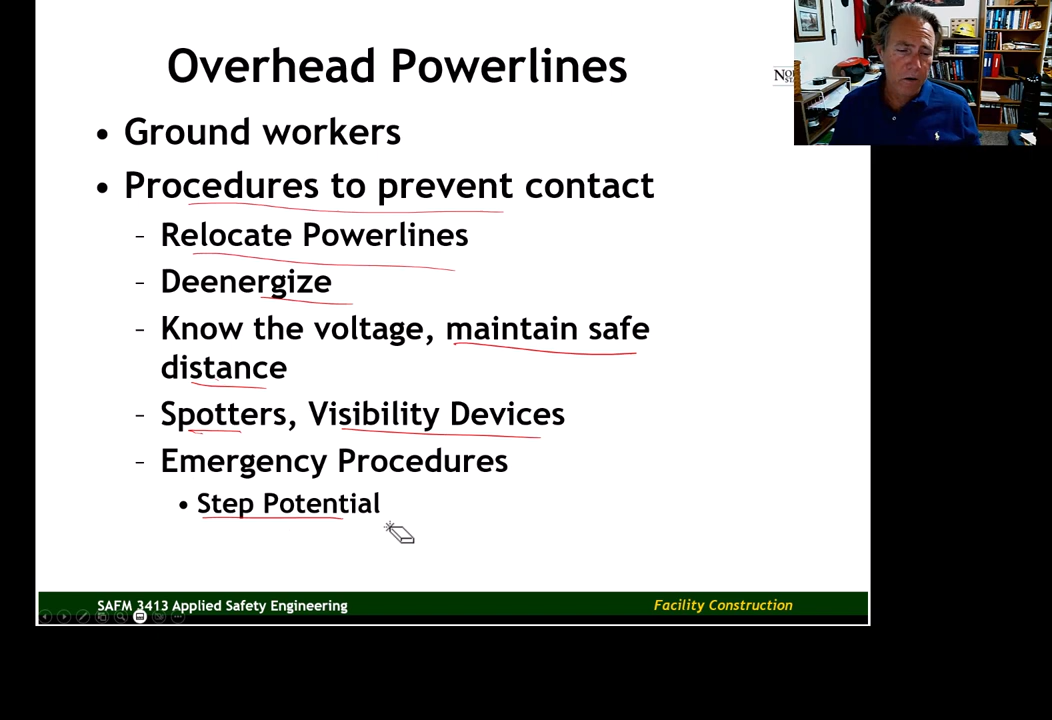 Overhead Powerlines
• Ground workers
• Procedures to prevent contact
– Relocate Powerlines
– Deenergize
– Know the voltage, maintain safe
distance
– Spotters, Visibility Devices
– Emergency Procedures
• Step Potential
SAFM 3413 Applied Safety Engineering
Facility Construction